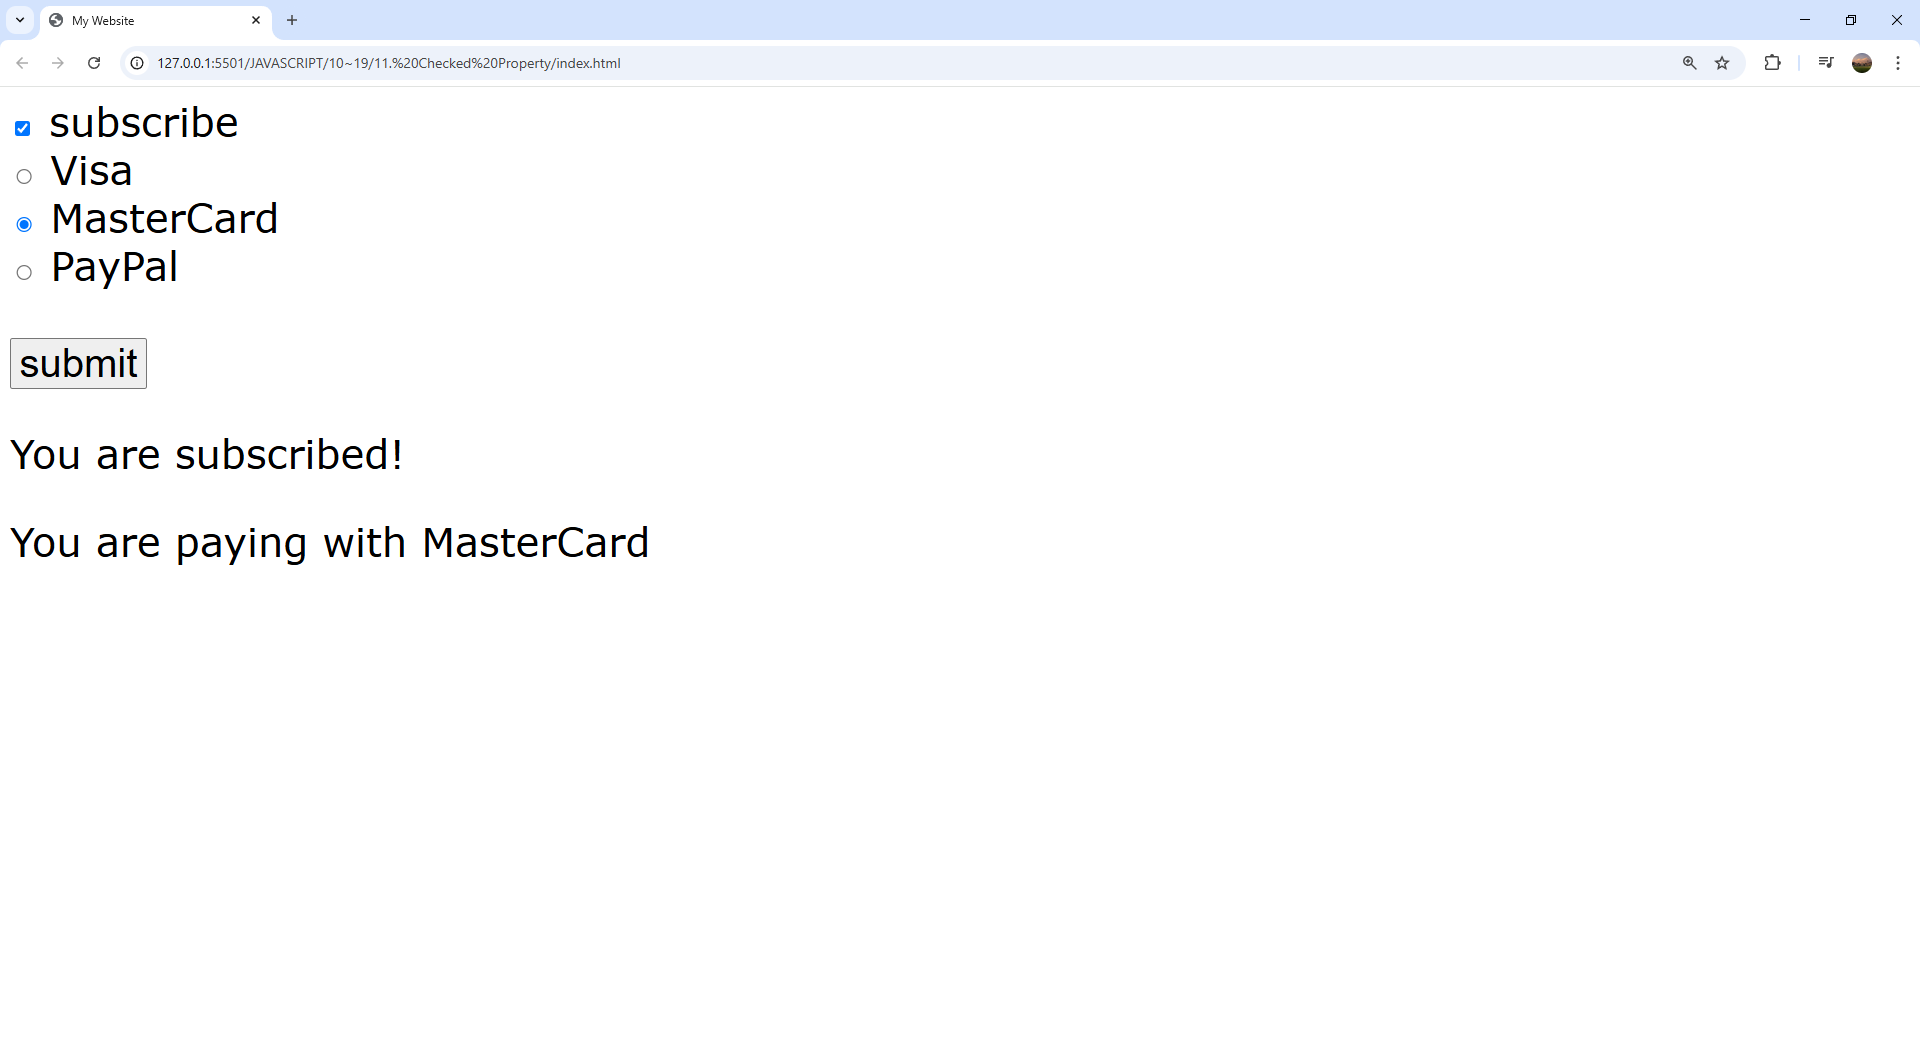 My Website
127.0.0.1:5501/JAVASCRIPT/10~19/11.%20Checked%20Property/index.html
subscribe
Visa
MasterCard
PayPal
submit
You are subscribed!
You are paying with MasterCard